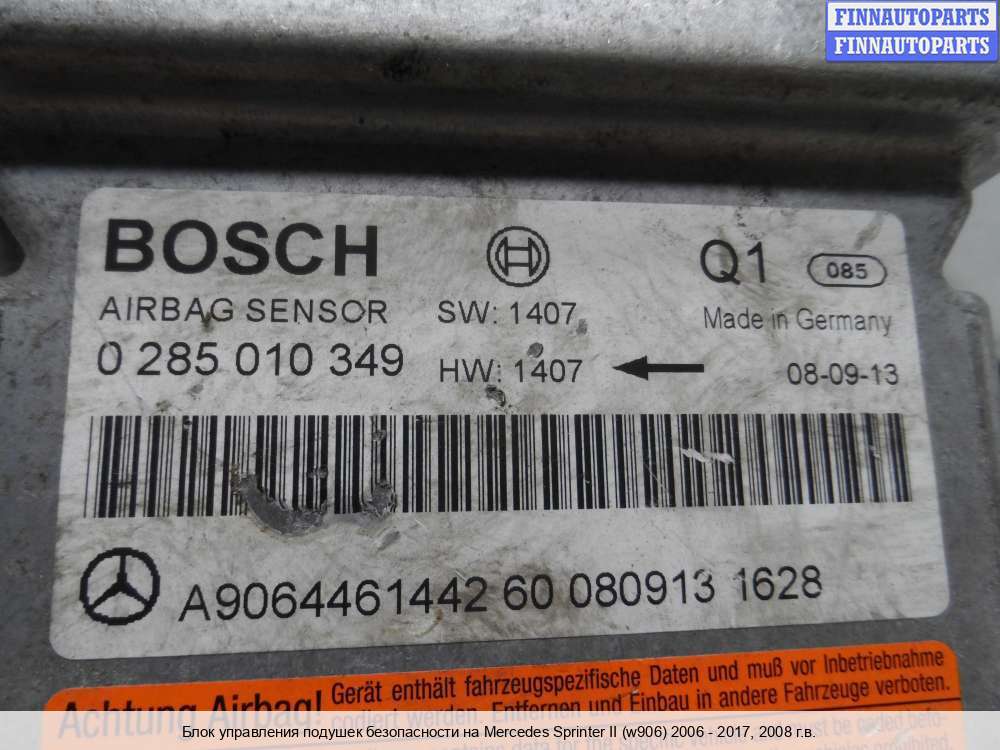 FINNAUTOPARTS
FINNAUTOPARTS
BOSCH
Q1 085
AIRBAG SENSOR SW: 1407 Made in Germany
0 285 010 349 HW: 1407 08-09-13
A9064461442 60 080913 1628
Achtung Airbag! Gerät enthält fahrzeugspezifische Daten und muß vor Inbetriebnahme
codiert werden. Entfernen und Einbau in andere Fahrzeuge verboten.
Блок управления подушек безопасности на Mercedes Sprinter II (w906) 2006 - 2017, 2008 г.в.